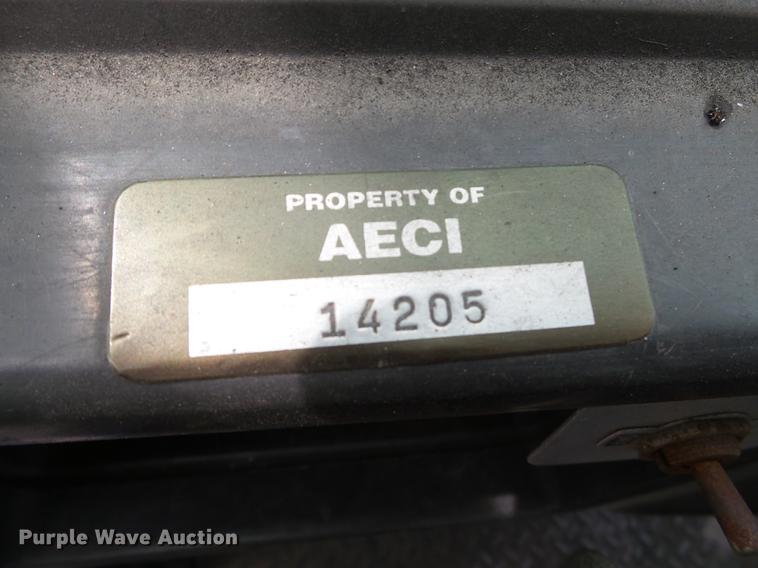 PROPERTY OF
AECI
14205
Purple Wave Auction